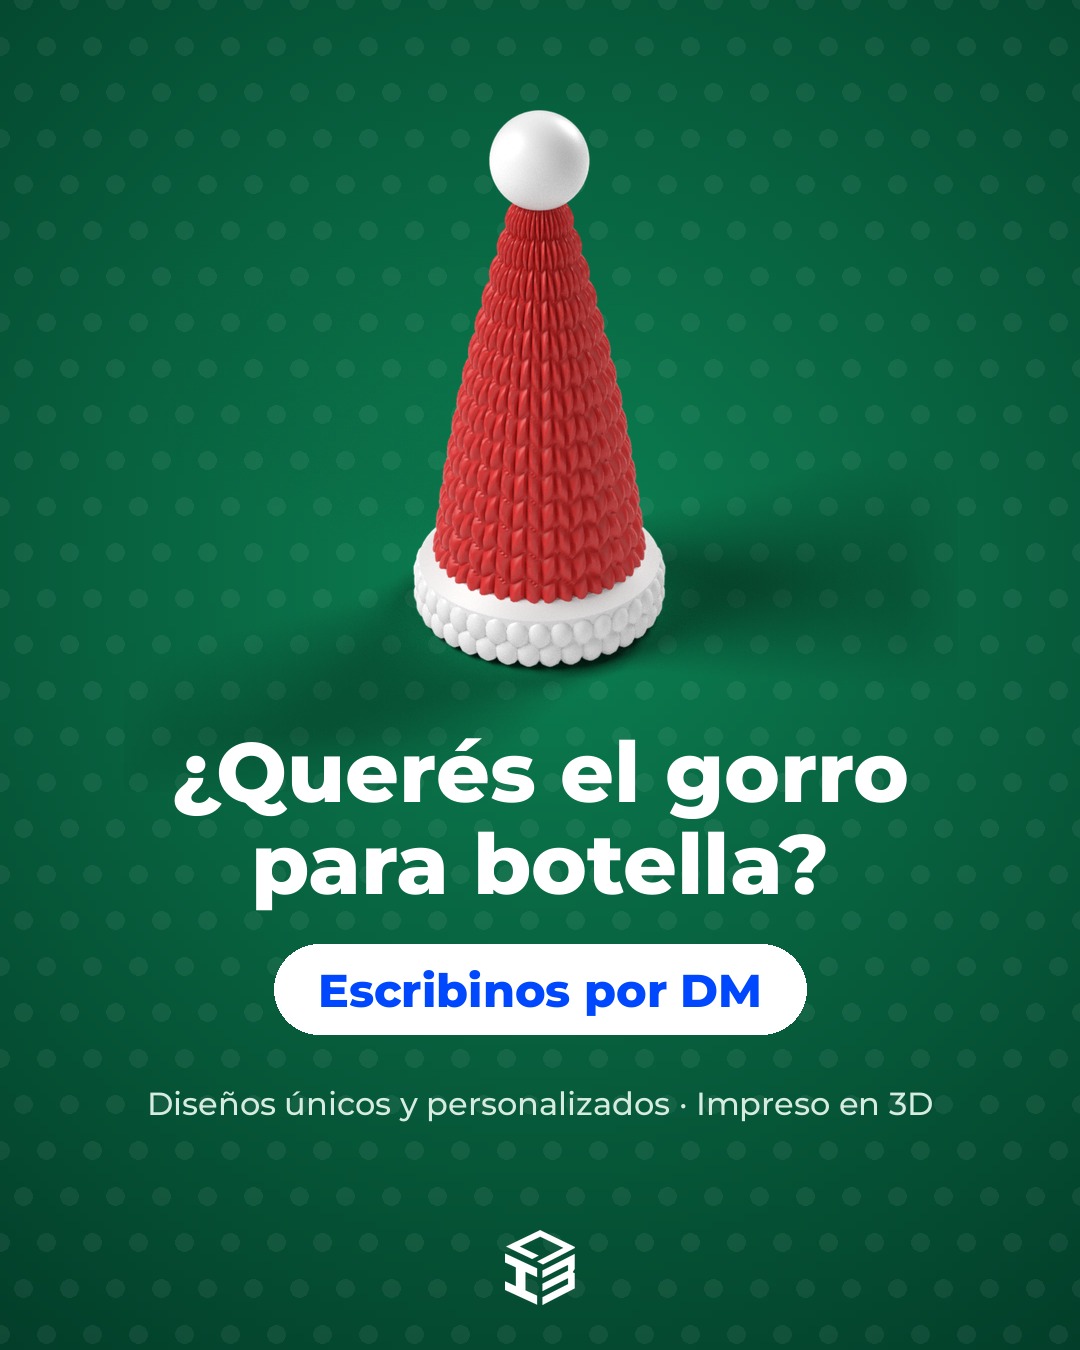 ¿Querés el gorro
para botella?
Escribinos por DM
Diseños únicos y personalizados · Impreso en 3D